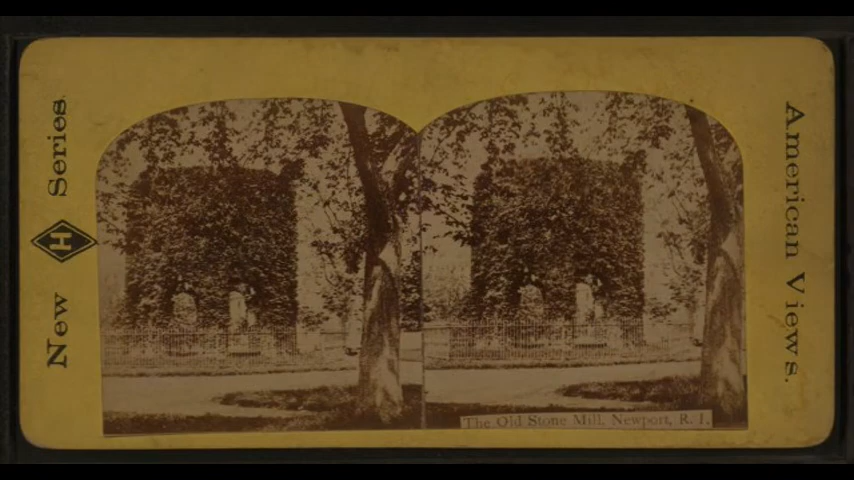 New H Series.
American Views.
The Old Stone Mill, Newport, R. I.